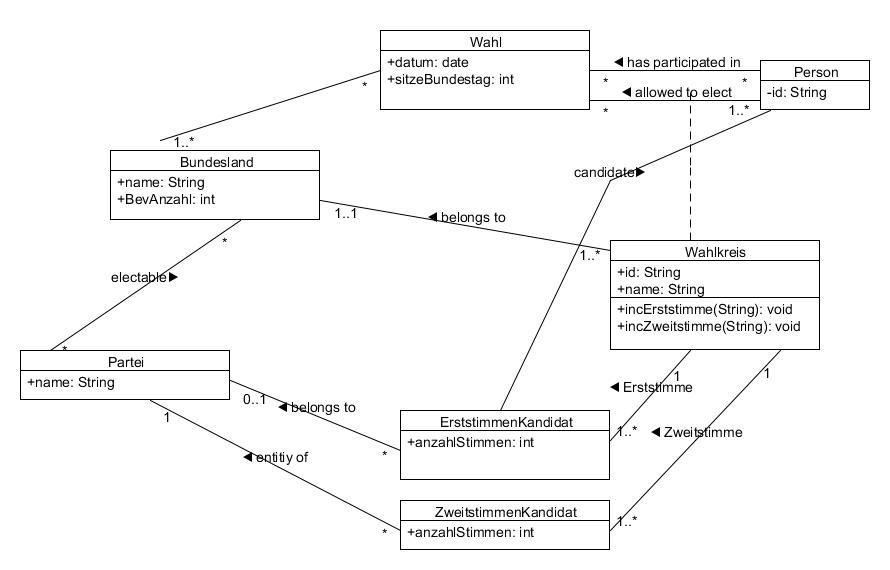 Wahl
+datum: date
+sitzeBundestag: int
◄ has participated in
*
*
◄ allowed to elect
*
1..*
Person
-id: String
*
1..*
Bundesland
+name: String
+BevAnzahl: int
candidate►
1..1
◄ belongs to
1..*
*
Wahlkreis
+id: String
+name: String
+incErststimme(String): void
+incZweitstimme(String): void
electable►
*
Partei
+name: String
1
1
◄ Erststimme
0..1
◄ belongs to
1
ErststimmenKandidat
+anzahlStimmen: int
1..*
◄ Zweitstimme
*
◄ entitiy of
ZweitstimmenKandidat
+anzahlStimmen: int
1..*
*